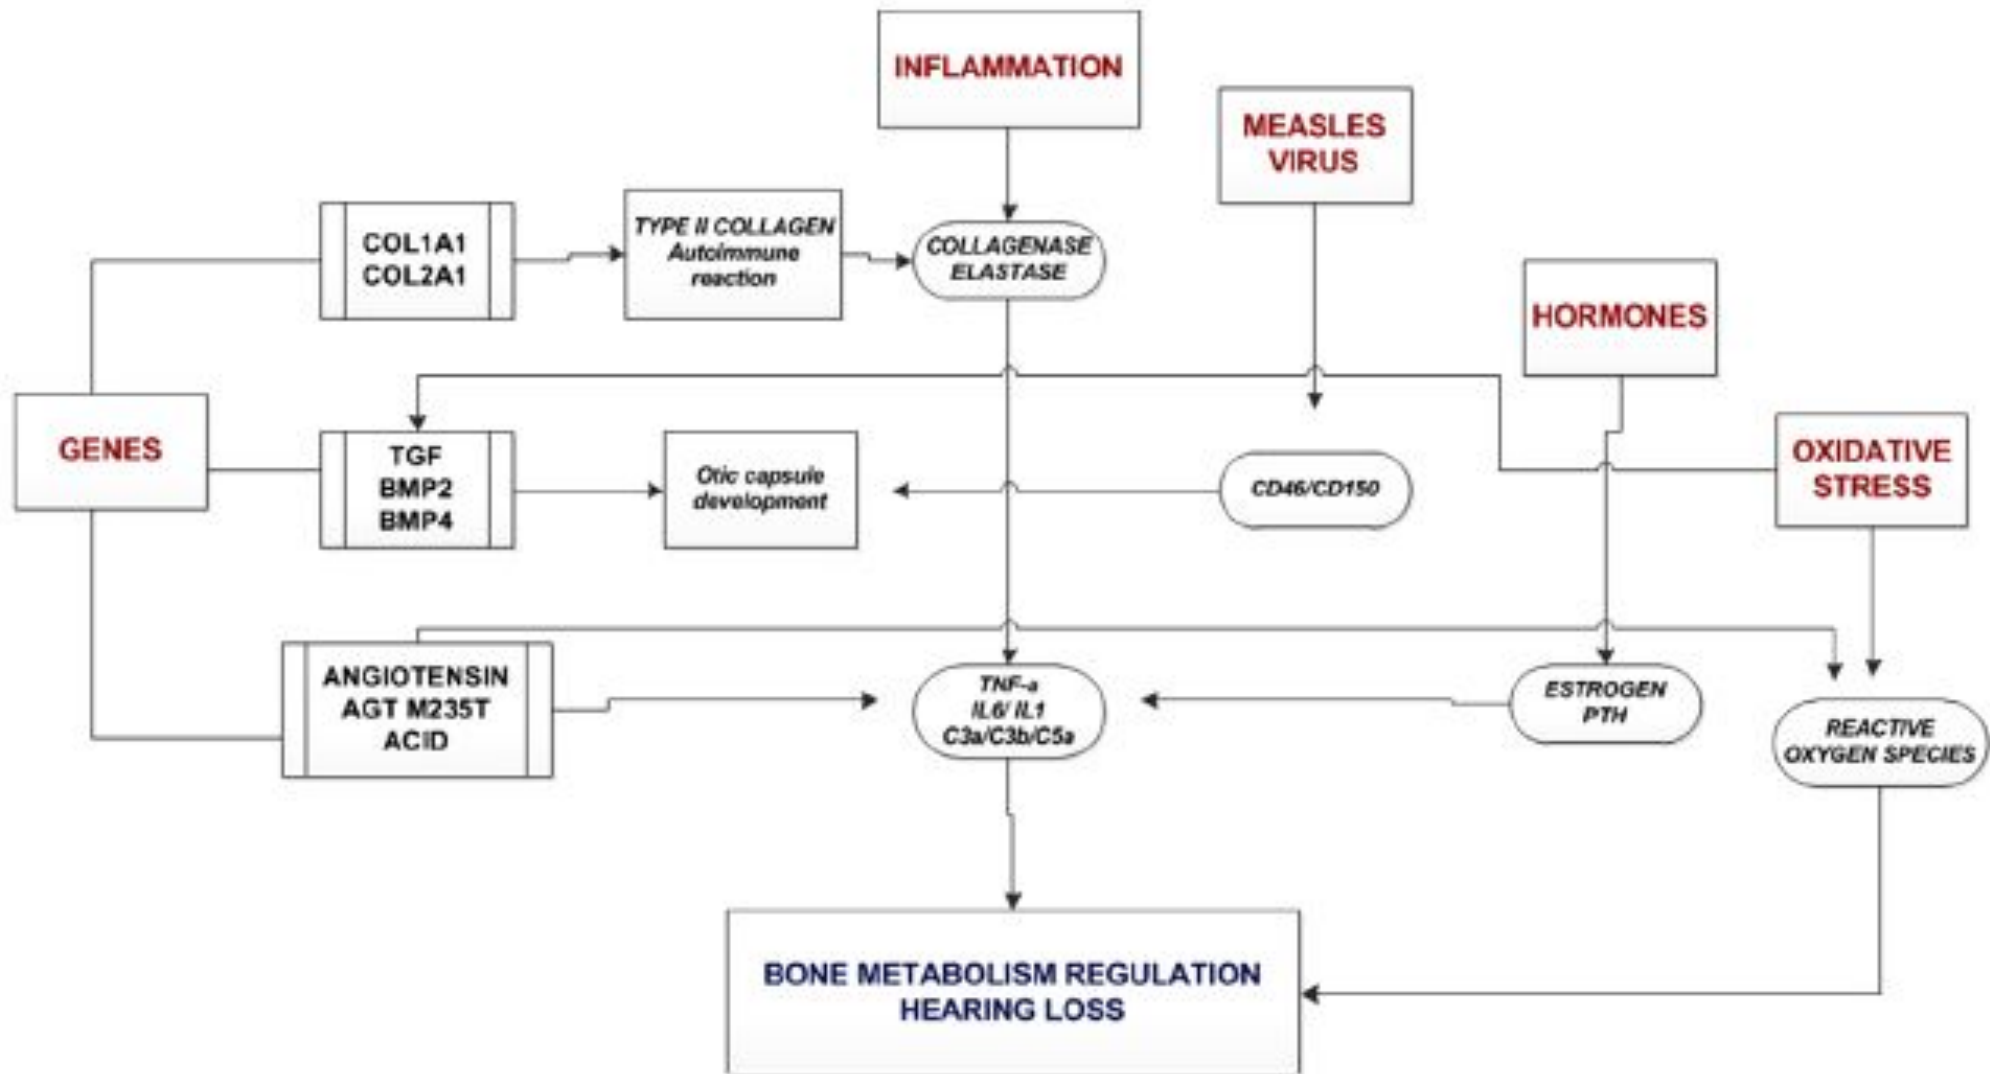 INFLAMMATION
MEASLES
VIRUS
COL1A1
COL2A1
TYPE II COLLAGEN
Autoimmune
reaction
COLLAGENASE
ELASTASE
HORMONES
GENES
TGF
BMP2
BMP4
Otic capsule
development
CD46/CD150
OXIDATIVE
STRESS
ANGIOTENSIN
AGT M235T
ACID
TNF-a
IL6/ IL1
C3a/C3b/C5a
ESTROGEN
PTH
REACTIVE
OXYGEN SPECIES
BONE METABOLISM REGULATION
HEARING LOSS